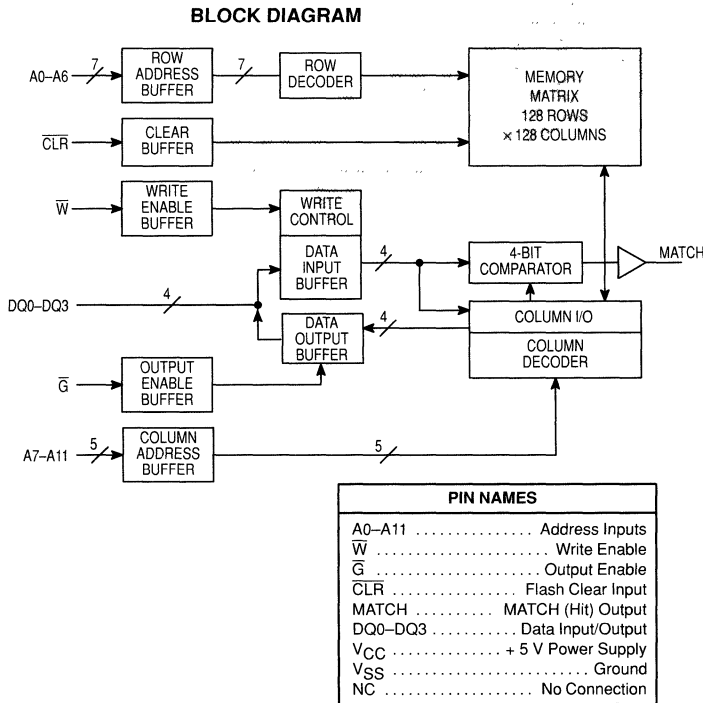 BLOCK DIAGRAM
A0–A6
7
ROW
ADDRESS
BUFFER
7
ROW
DECODER
MEMORY
MATRIX
128 ROWS
× 128 COLUMNS
CLR
CLEAR
BUFFER
W
WRITE
ENABLE
BUFFER
WRITE
CONTROL
DATA
INPUT
BUFFER
4
4-BIT
COMPARATOR
MATCH
DQ0–DQ3
4
DATA
OUTPUT
BUFFER
4
COLUMN I/O
COLUMN
DECODER
G
OUTPUT
ENABLE
BUFFER
A7–A11
5
COLUMN
ADDRESS
BUFFER
5
PIN NAMES
A0–A11 ............... Address Inputs
W ...................... Write Enable
G ..................... Output Enable
CLR ................ Flash Clear Input
MATCH .......... MATCH (Hit) Output
DQ0–DQ3 ........... Data Input/Output
VCC .............. + 5 V Power Supply
VSS ......................... Ground
NC .................. No Connection